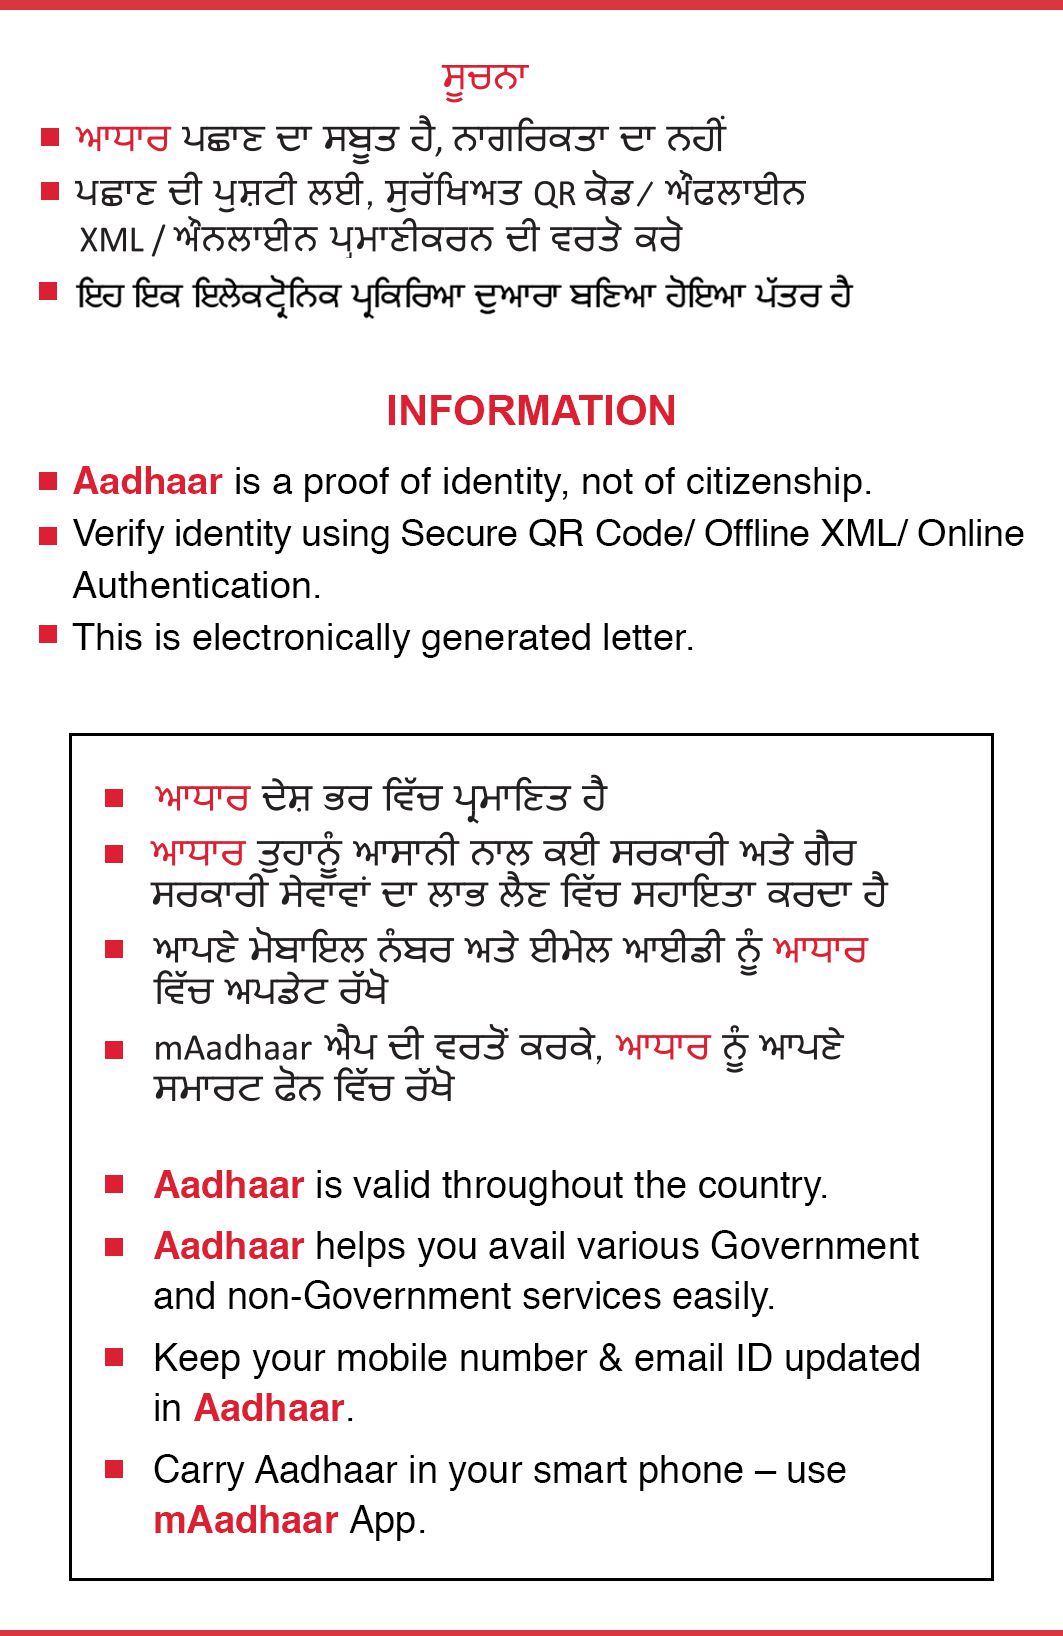 ਸੂਚਨਾ
ਆਧਾਰ ਪਛਾਣ ਦਾ ਸਬੂਤ ਹੈ, ਨਾਗਰਿਕਤਾ ਦਾ ਨਹੀਂ
ਪਛਾਣ ਦੀ ਪੁਸ਼ਟੀ ਲਈ, ਸੁਰੱਖਿਅਤ QR ਕੋਡ/ ਔਫਲਾਈਨ
XML / ਔਨਲਾਈਨ ਪ੍ਰਮਾਣੀਕਰਨ ਦੀ ਵਰਤੋ ਕਰੋ
ਇਹ ਇਕ ਇਲੇਕਟ੍ਰੋਨਿਕ ਪ੍ਰਕਿਰਿਆ ਦੁਆਰਾ ਬਣਿਆ ਹੋਇਆ ਪੱਤਰ ਹੈ
INFORMATION
Aadhaar is a proof of identity, not of citizenship.
Verify identity using Secure QR Code/ Offline XML/ Online
Authentication.
This is electronically generated letter.
ਆਧਾਰ ਦੇਸ਼ ਭਰ ਵਿੱਚ ਪ੍ਰਮਾਣਿਤ ਹੈ
ਆਧਾਰ ਤੁਹਾਨੂੰ ਆਸਾਨੀ ਨਾਲ ਕਈ ਸਰਕਾਰੀ ਅਤੇ ਗੈਰ
ਸਰਕਾਰੀ ਸੇਵਾਵਾਂ ਦਾ ਲਾਭ ਲੈਣ ਵਿੱਚ ਸਹਾਇਤਾ ਕਰਦਾ ਹੈ
ਆਪਣੇ ਮੋਬਾਇਲ ਨੰਬਰ ਅਤੇ ਈਮੇਲ ਆਈਡੀ ਨੂੰ ਆਧਾਰ
ਵਿੱਚ ਅਪਡੇਟ ਰੱਖੋ
mAadhaar ਐਪ ਦੀ ਵਰਤੋਂ ਕਰਕੇ, ਆਧਾਰ ਨੂੰ ਆਪਣੇ
ਸਮਾਰਟ ਫੋਨ ਵਿੱਚ ਰੱਖੋ
Aadhaar is valid throughout the country.
Aadhaar helps you avail various Government
and non-Government services easily.
Keep your mobile number & email ID updated
in Aadhaar.
Carry Aadhaar in your smart phone – use
mAadhaar App.